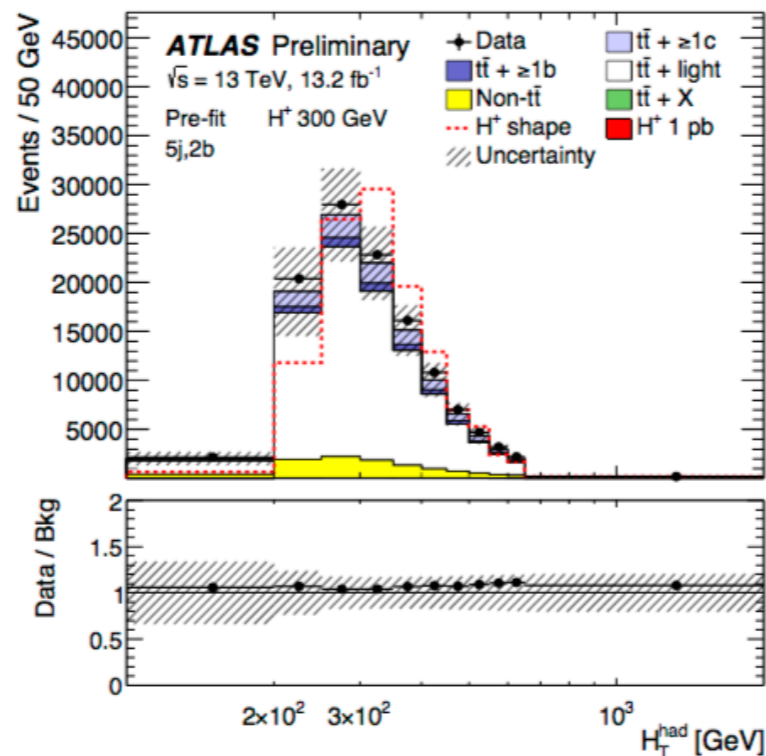 ATLAS Preliminary
√s = 13 TeV, 13.2 fb⁻¹
Pre-fit H⁺ 300 GeV
5j,2b
Data
tt̄ + ≥1c
tt̄ + ≥1b
tt̄ + light
Non-tt̄
tt̄ + X
H⁺ shape
H⁺ 1 pb
Uncertainty
Events / 50 GeV
45000
40000
35000
30000
25000
20000
15000
10000
5000
Data / Bkg
2
1.5
1
0.5
0
2×10² 3×10² 10³
H_T^had [GeV]